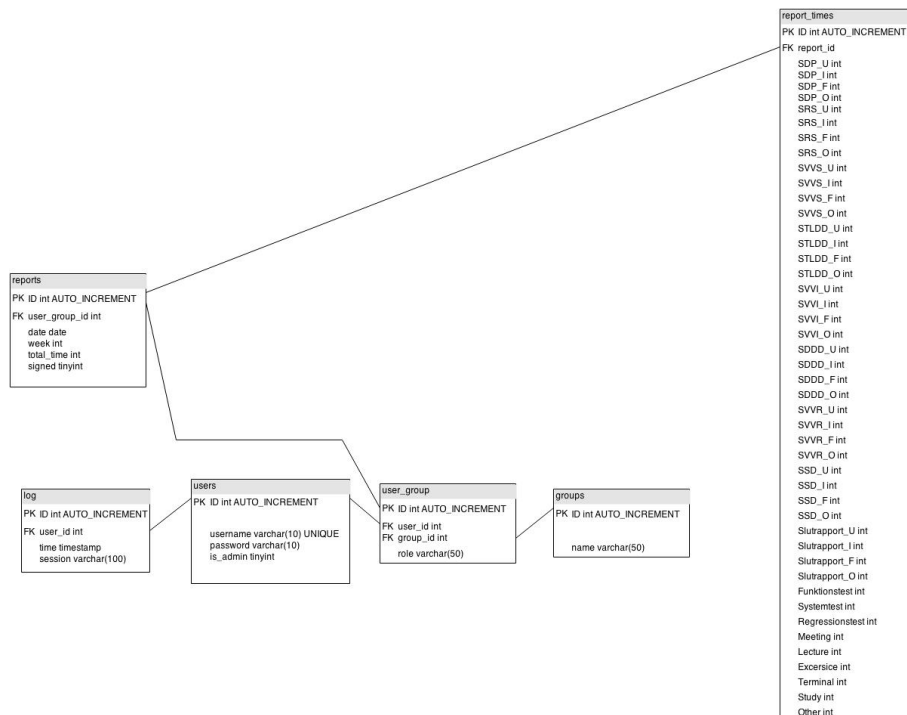 report_times
PK ID int AUTO_INCREMENT
FK report_id
SDP_U int
SDP_I int
SDP_F int
SDP_O int
SRS_U int
SRS_I int
SRS_F int
SRS_O int
SVVS_U int
SVVS_I int
SVVS_F int
SVVS_O int
STLDD_U int
STLDD_I int
STLDD_F int
STLDD_O int
SVVI_U int
SVVI_I int
SVVI_F int
SVVI_O int
SDDD_U int
SDDD_I int
SDDD_F int
SDDD_O int
SVVR_U int
SVVR_I int
SVVR_F int
SVVR_O int
SSD_U int
SSD_I int
SSD_F int
SSD_O int
Slutrapport_U int
Slutrapport_I int
Slutrapport_F int
Slutrapport_O int
Funktionstest int
Systemtest int
Regressionstest int
Meeting int
Lecture int
Excersice int
Terminal int
Study int
Other int
reports
PK ID int AUTO_INCREMENT
FK user_group_id int
date date
week int
total_time int
signed tinyint
log
PK ID int AUTO_INCREMENT
FK user_id int
time timestamp
session varchar(100)
users
PK ID int AUTO_INCREMENT
username varchar(10) UNIQUE
password varchar(10)
is_admin tinyint
user_group
PK ID int AUTO_INCREMENT
FK user_id int
FK group_id int
role varchar(50)
groups
PK ID int AUTO_INCREMENT
name varchar(50)